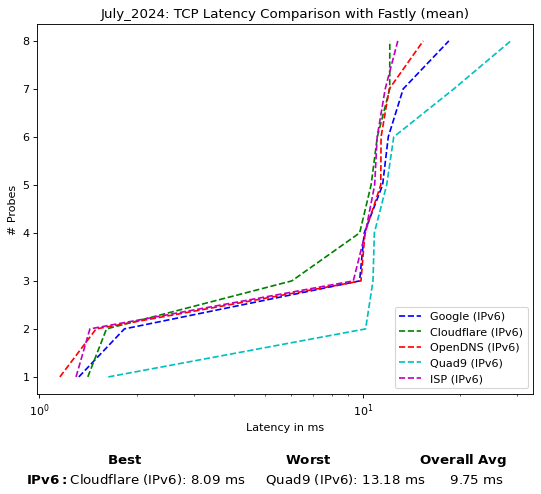 July_2024: TCP Latency Comparison with Fastly (mean)
8
7
6
5
4
3
2
1
# Probes
Google (IPv6)
Cloudflare (IPv6)
OpenDNS (IPv6)
Quad9 (IPv6)
ISP (IPv6)
10⁰ 10¹
Latency in ms
Best Worst Overall Avg
IPv6: Cloudflare (IPv6): 8.09 ms Quad9 (IPv6): 13.18 ms 9.75 ms